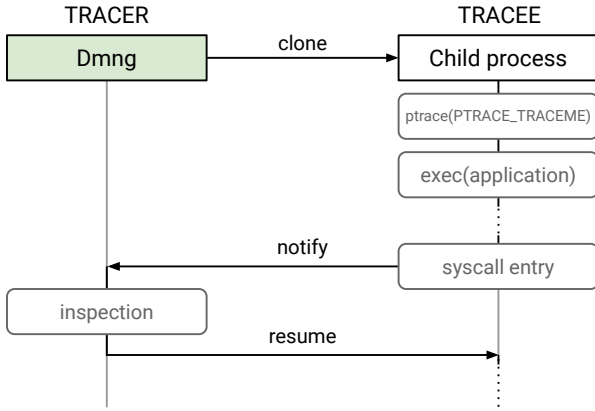 TRACER
TRACEE
clone
Dmng
Child process
ptrace(PTRACE_TRACEME)
exec(application)
notify
syscall entry
inspection
resume